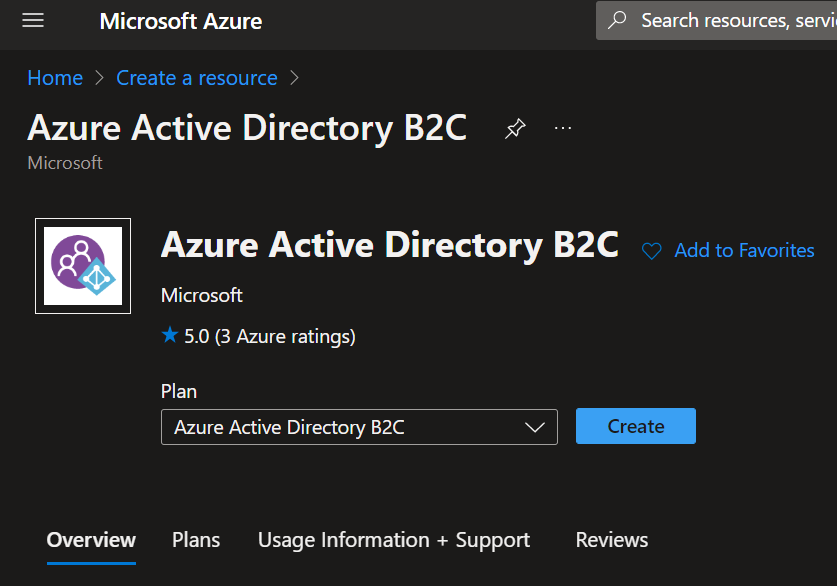 Microsoft Azure
Search resources, servi
Home > Create a resource >
Azure Active Directory B2C
Microsoft
Azure Active Directory B2C
Add to Favorites
Microsoft
5.0 (3 Azure ratings)
Plan
Azure Active Directory B2C
Create
Overview
Plans
Usage Information + Support
Reviews